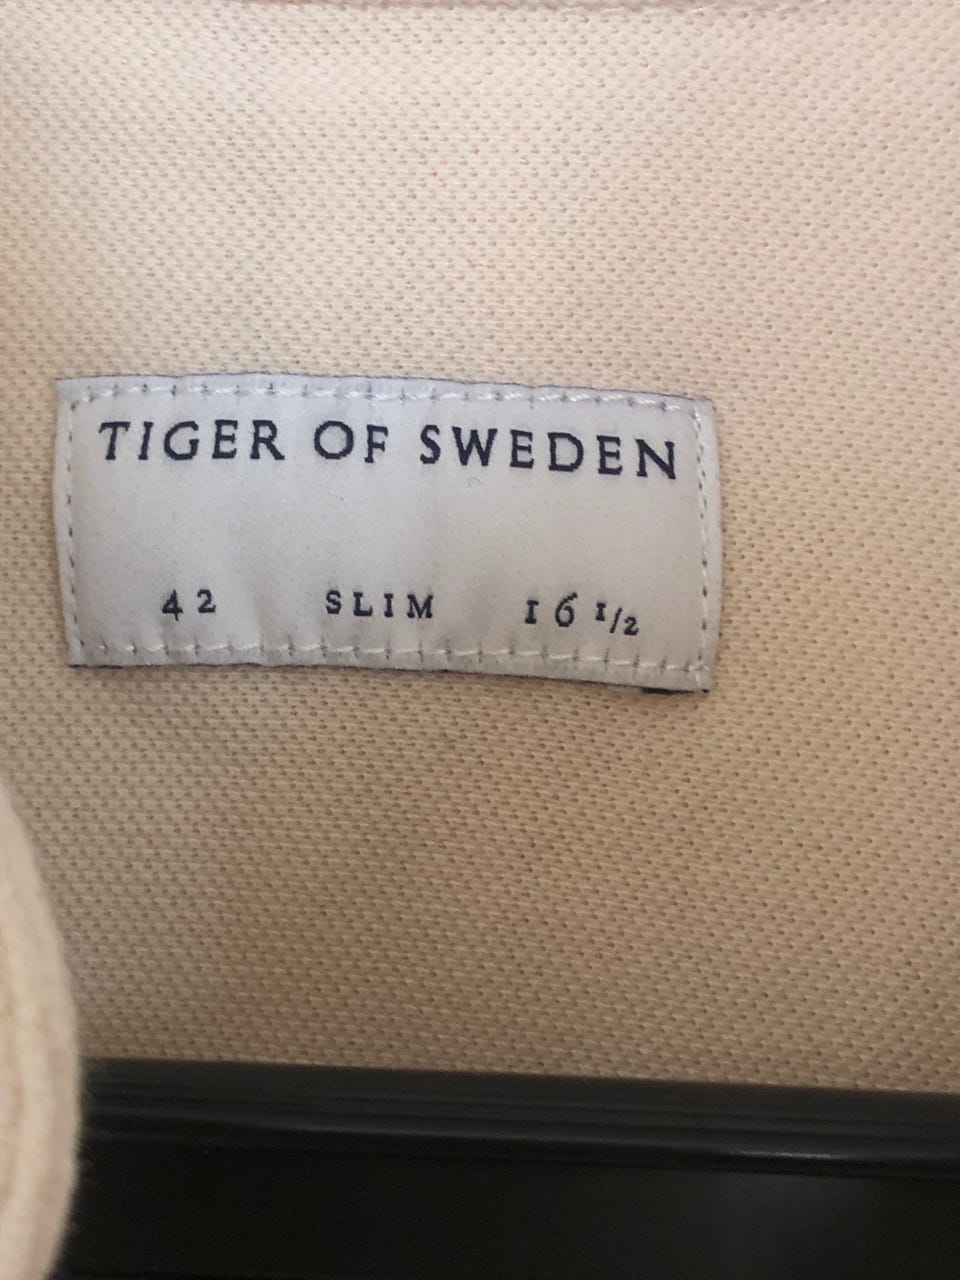 TIGER OF SWEDEN
42 SLIM 16 1/2